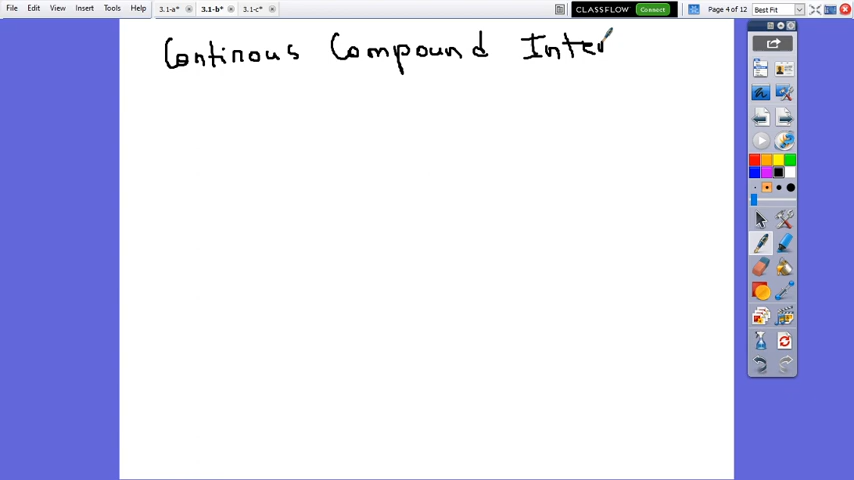 File Edit View Insert Tools Help 3.1-a* 3.1-b* 3.1-c* CLASSFLOW Connect Page 4 of 12 Best Fit
Continous Compound Inter